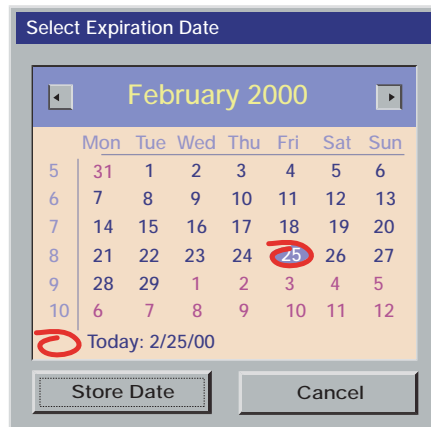 Select Expiration Date
February 2000
Mon Tue Wed Thu Fri Sat Sun
5 31 1 2 3 4 5 6
6 7 8 9 10 11 12 13
7 14 15 16 17 18 19 20
8 21 22 23 24 25 26 27
9 28 29 1 2 3 4 5
10 6 7 8 9 10 11 12
Today: 2/25/00
Store Date Cancel